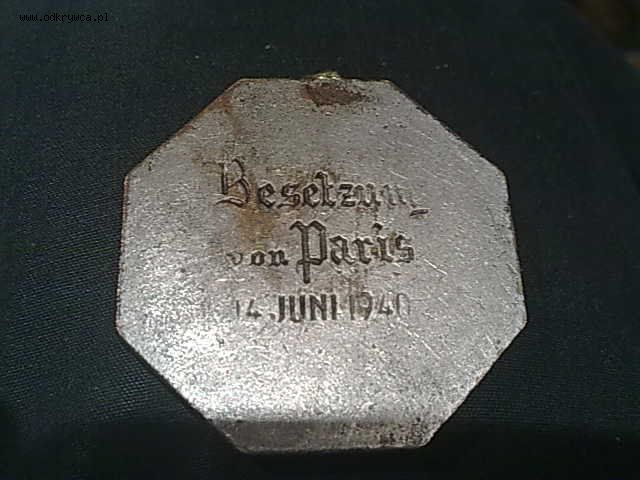 www.odkrywca.pl
Besetzung
von Paris
14. JUNI 1940